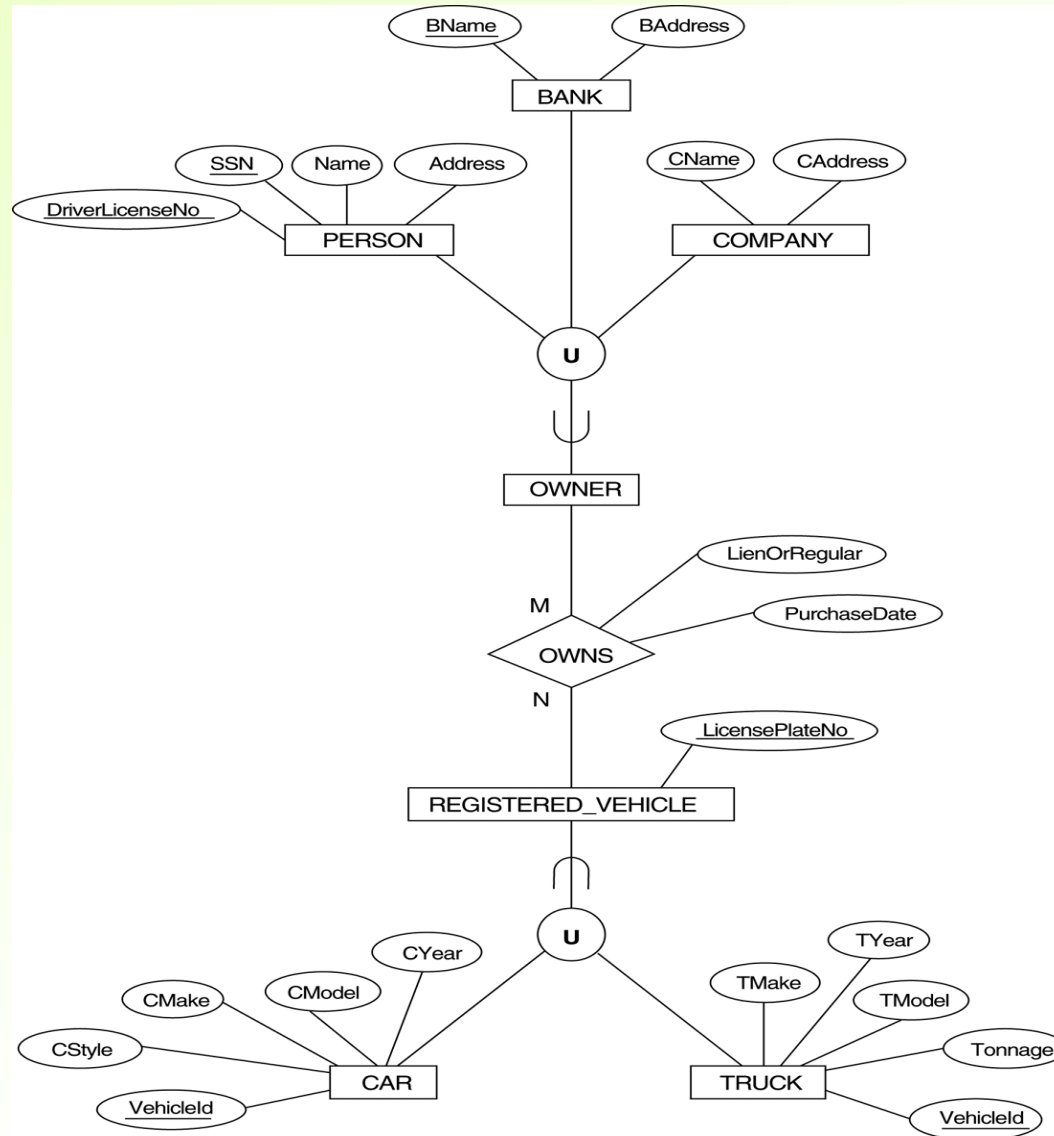 BName
BAddress
BANK
SSN
Name
Address
CName
CAddress
DriverLicenseNo
PERSON
COMPANY
U
OWNER
LienOrRegular
M
PurchaseDate
OWNS
N
LicensePlateNo
REGISTERED_VEHICLE
U
CYear
TYear
CModel
TMake
CMake
TModel
CStyle
Tonnage
CAR
TRUCK
VehicleId
VehicleId